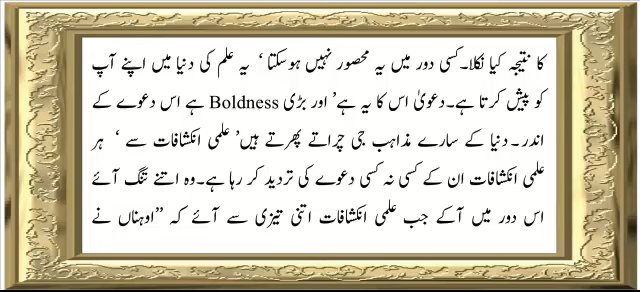 کا نتیجہ کیا نکلا۔کسی دور میں یہ محصور نہیں ہوسکتا ‘ یہ علم کی دنیا میں اپنے آپ
کو پیش کرتا ہے۔دعویٰ اس کا یہ ہے’ اور بڑی Boldness ہے اس دعوے کے
اندر۔دنیا کے سارے مذاہب جی چراتے پھرتے ہیں’ علمی انکشافات سے ‘ ہر
علمی انکشافات ان کے کسی نہ کسی دعوے کی تردید کر رہا ہے۔وہ اتنے تنگ آئے
اس دور میں آکے جب علمی انکشافات اتنی تیزی سے آئے کہ ”اوہناں نے